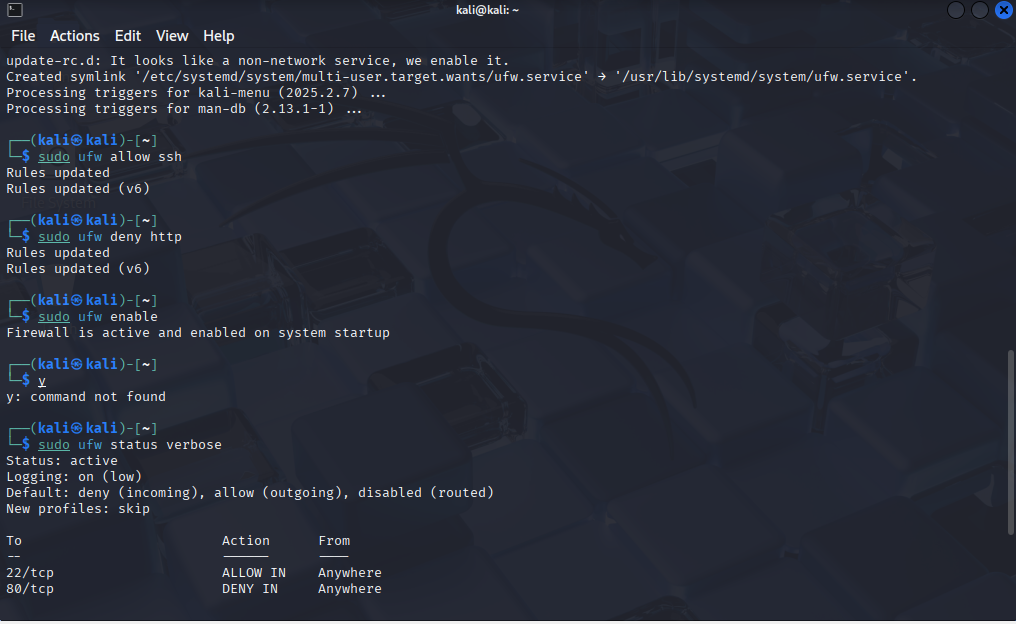 kali@kali: ~
File Actions Edit View Help
update-rc.d: It looks like a non-network service, we enable it.
Created symlink '/etc/systemd/system/multi-user.target.wants/ufw.service' → '/usr/lib/systemd/system/ufw.service'.
Processing triggers for kali-menu (2025.2.7) ...
Processing triggers for man-db (2.13.1-1) ...
┌──(kali㉿kali)-[~]
└─$ sudo ufw allow ssh
Rules updated
Rules updated (v6)
┌──(kali㉿kali)-[~]
└─$ sudo ufw deny http
Rules updated
Rules updated (v6)
┌──(kali㉿kali)-[~]
└─$ sudo ufw enable
Firewall is active and enabled on system startup
┌──(kali㉿kali)-[~]
└─$ y
y: command not found
┌──(kali㉿kali)-[~]
└─$ sudo ufw status verbose
Status: active
Logging: on (low)
Default: deny (incoming), allow (outgoing), disabled (routed)
New profiles: skip
To Action From
-- ------ ----
22/tcp ALLOW IN Anywhere
80/tcp DENY IN Anywhere